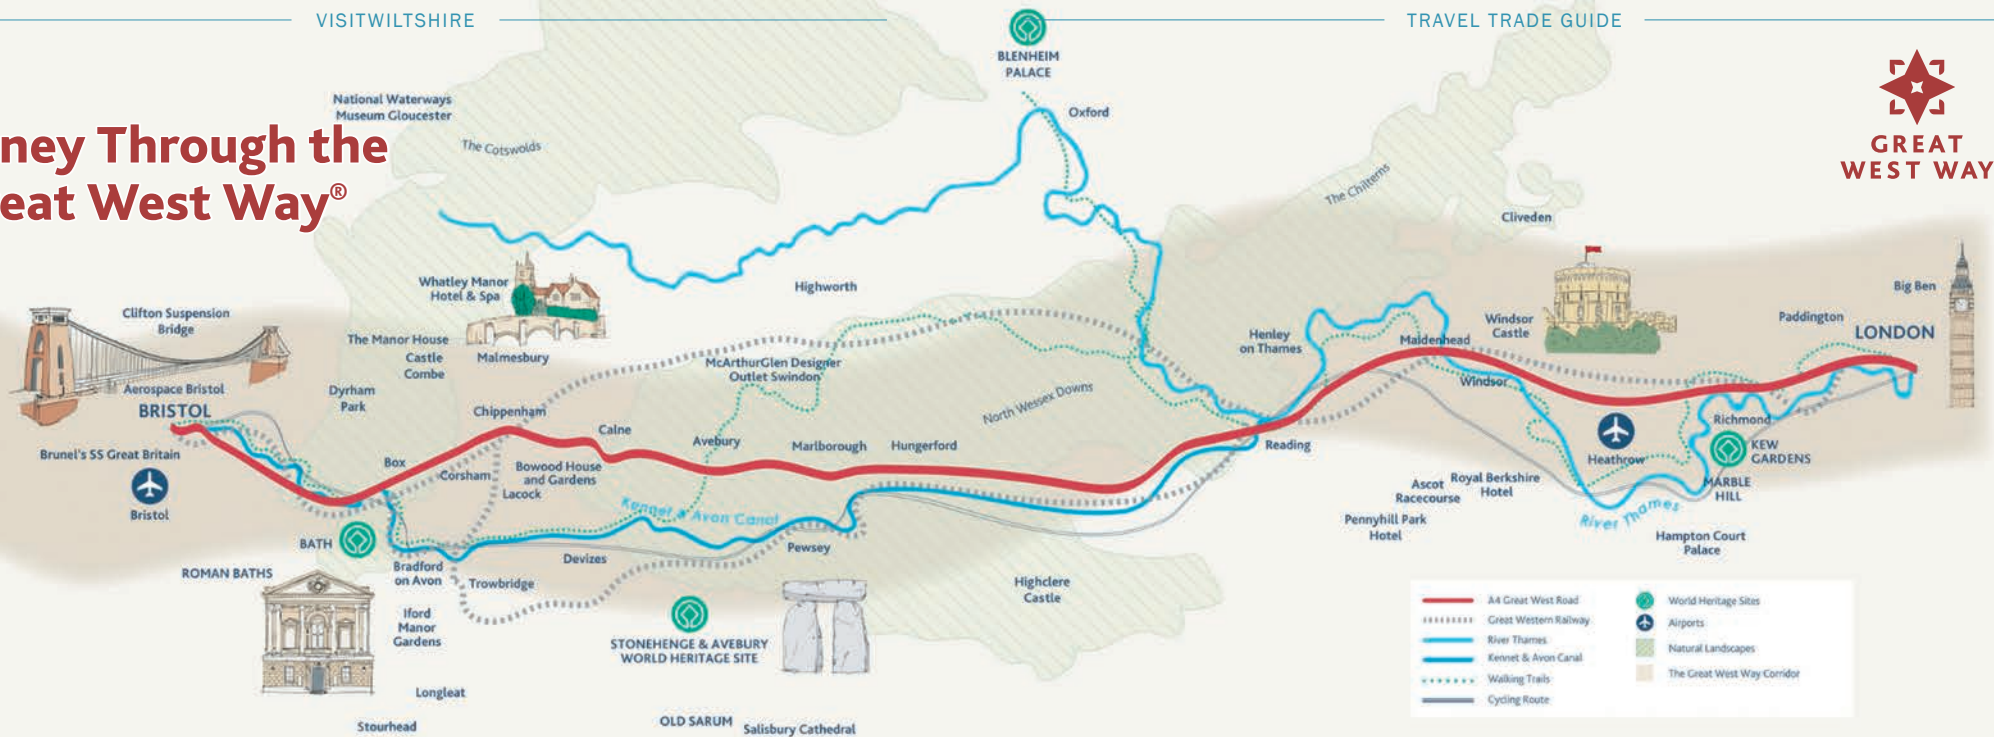 VISITWILTSHIRE
TRAVEL TRADE GUIDE
ney Through the
eat West Way®
GREAT
WEST WAY
BLENHEIM
PALACE
Oxford
National Waterways
Museum Gloucester
The Cotswolds
The Chilterns
Cliveden
Whatley Manor
Hotel & Spa
Highworth
Big Ben
Clifton Suspension
Bridge
The Manor House
Castle
Combe
Malmesbury
Henley
on Thames
Maidenhead
Windsor
Castle
Paddington
LONDON
Aerospace Bristol
BRISTOL
Dyrham
Park
McArthurGlen Designer
Outlet Swindon
North Wessex Downs
Windsor
Chippenham
Calne
Avebury
Marlborough
Hungerford
Reading
Richmond
KEW
GARDENS
Heathrow
Brunel's SS Great Britain
Bristol
Box
Corsham
Bowood House
and Gardens
Lacock
Kennet & Avon Canal
Ascot
Racecourse
Royal Berkshire
Hotel
MARBLE
HILL
River Thames
Pennyhill Park
Hotel
Hampton Court
Palace
BATH
ROMAN BATHS
Bradford
on Avon
Trowbridge
Devizes
Pewsey
Highclere
Castle
Iford
Manor
Gardens
STONEHENGE & AVEBURY
WORLD HERITAGE SITE
Longleat
Stourhead
OLD SARUM
Salisbury Cathedral
A4 Great West Road
Great Western Railway
River Thames
Kennet & Avon Canal
Walking Trails
Cycling Route
World Heritage Sites
Airports
Natural Landscapes
The Great West Way Corridor